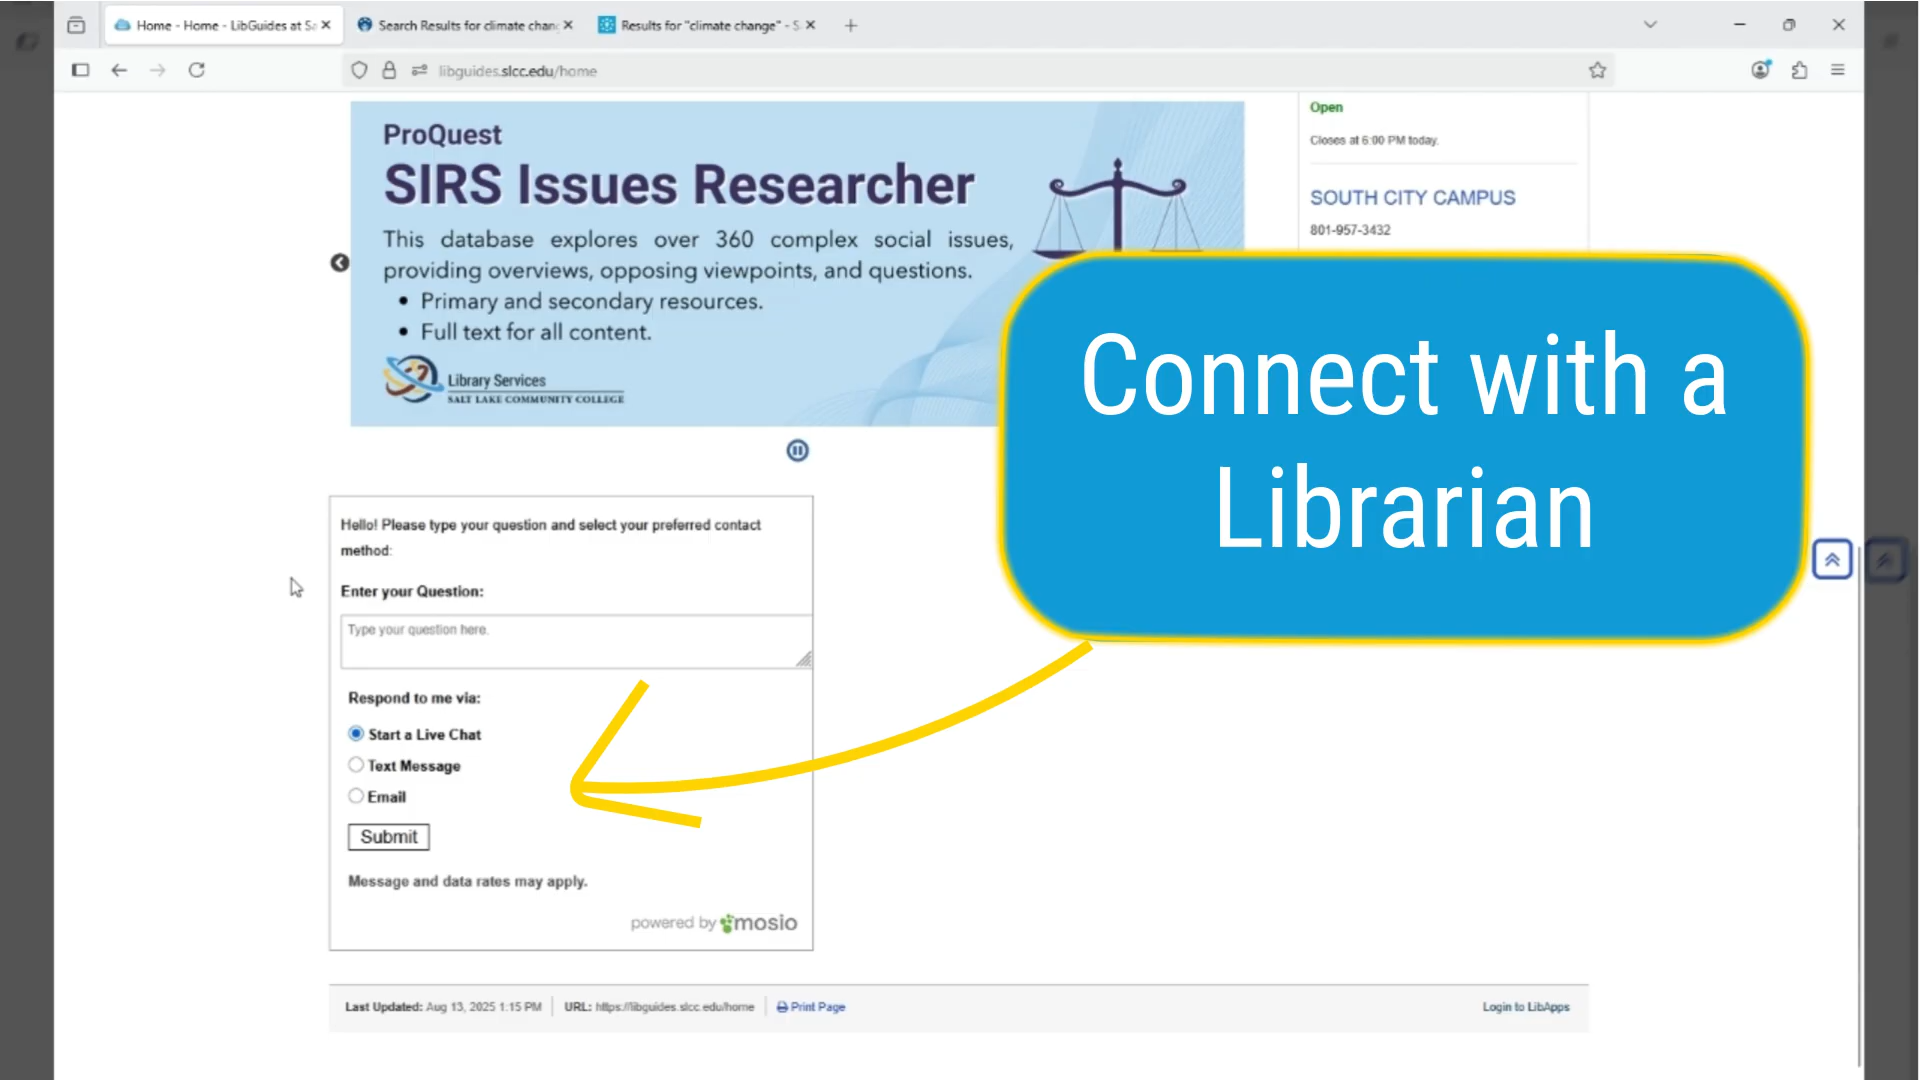 Home - Home - LibGuides at Sa
Search Results for climate chan
Results for "climate change" - S
libguides.slcc.edu/home
ProQuest
SIRS Issues Researcher
This database explores over 360 complex social issues,
providing overviews, opposing viewpoints, and questions.
• Primary and secondary resources.
• Full text for all content.
Library Services
SALT LAKE COMMUNITY COLLEGE
Open
Closes at 6:00 PM today.
SOUTH CITY CAMPUS
801-957-3432
Connect with a
Librarian
Hello! Please type your question and select your preferred contact
method:
Enter your Question:
Type your question here.
Respond to me via:
Start a Live Chat
Text Message
Email
Submit
Message and data rates may apply.
powered by mosio
Last Updated: Aug 13, 2025 1:15 PM
URL: https://libguides.slcc.edu/home
Print Page
Login to LibApps